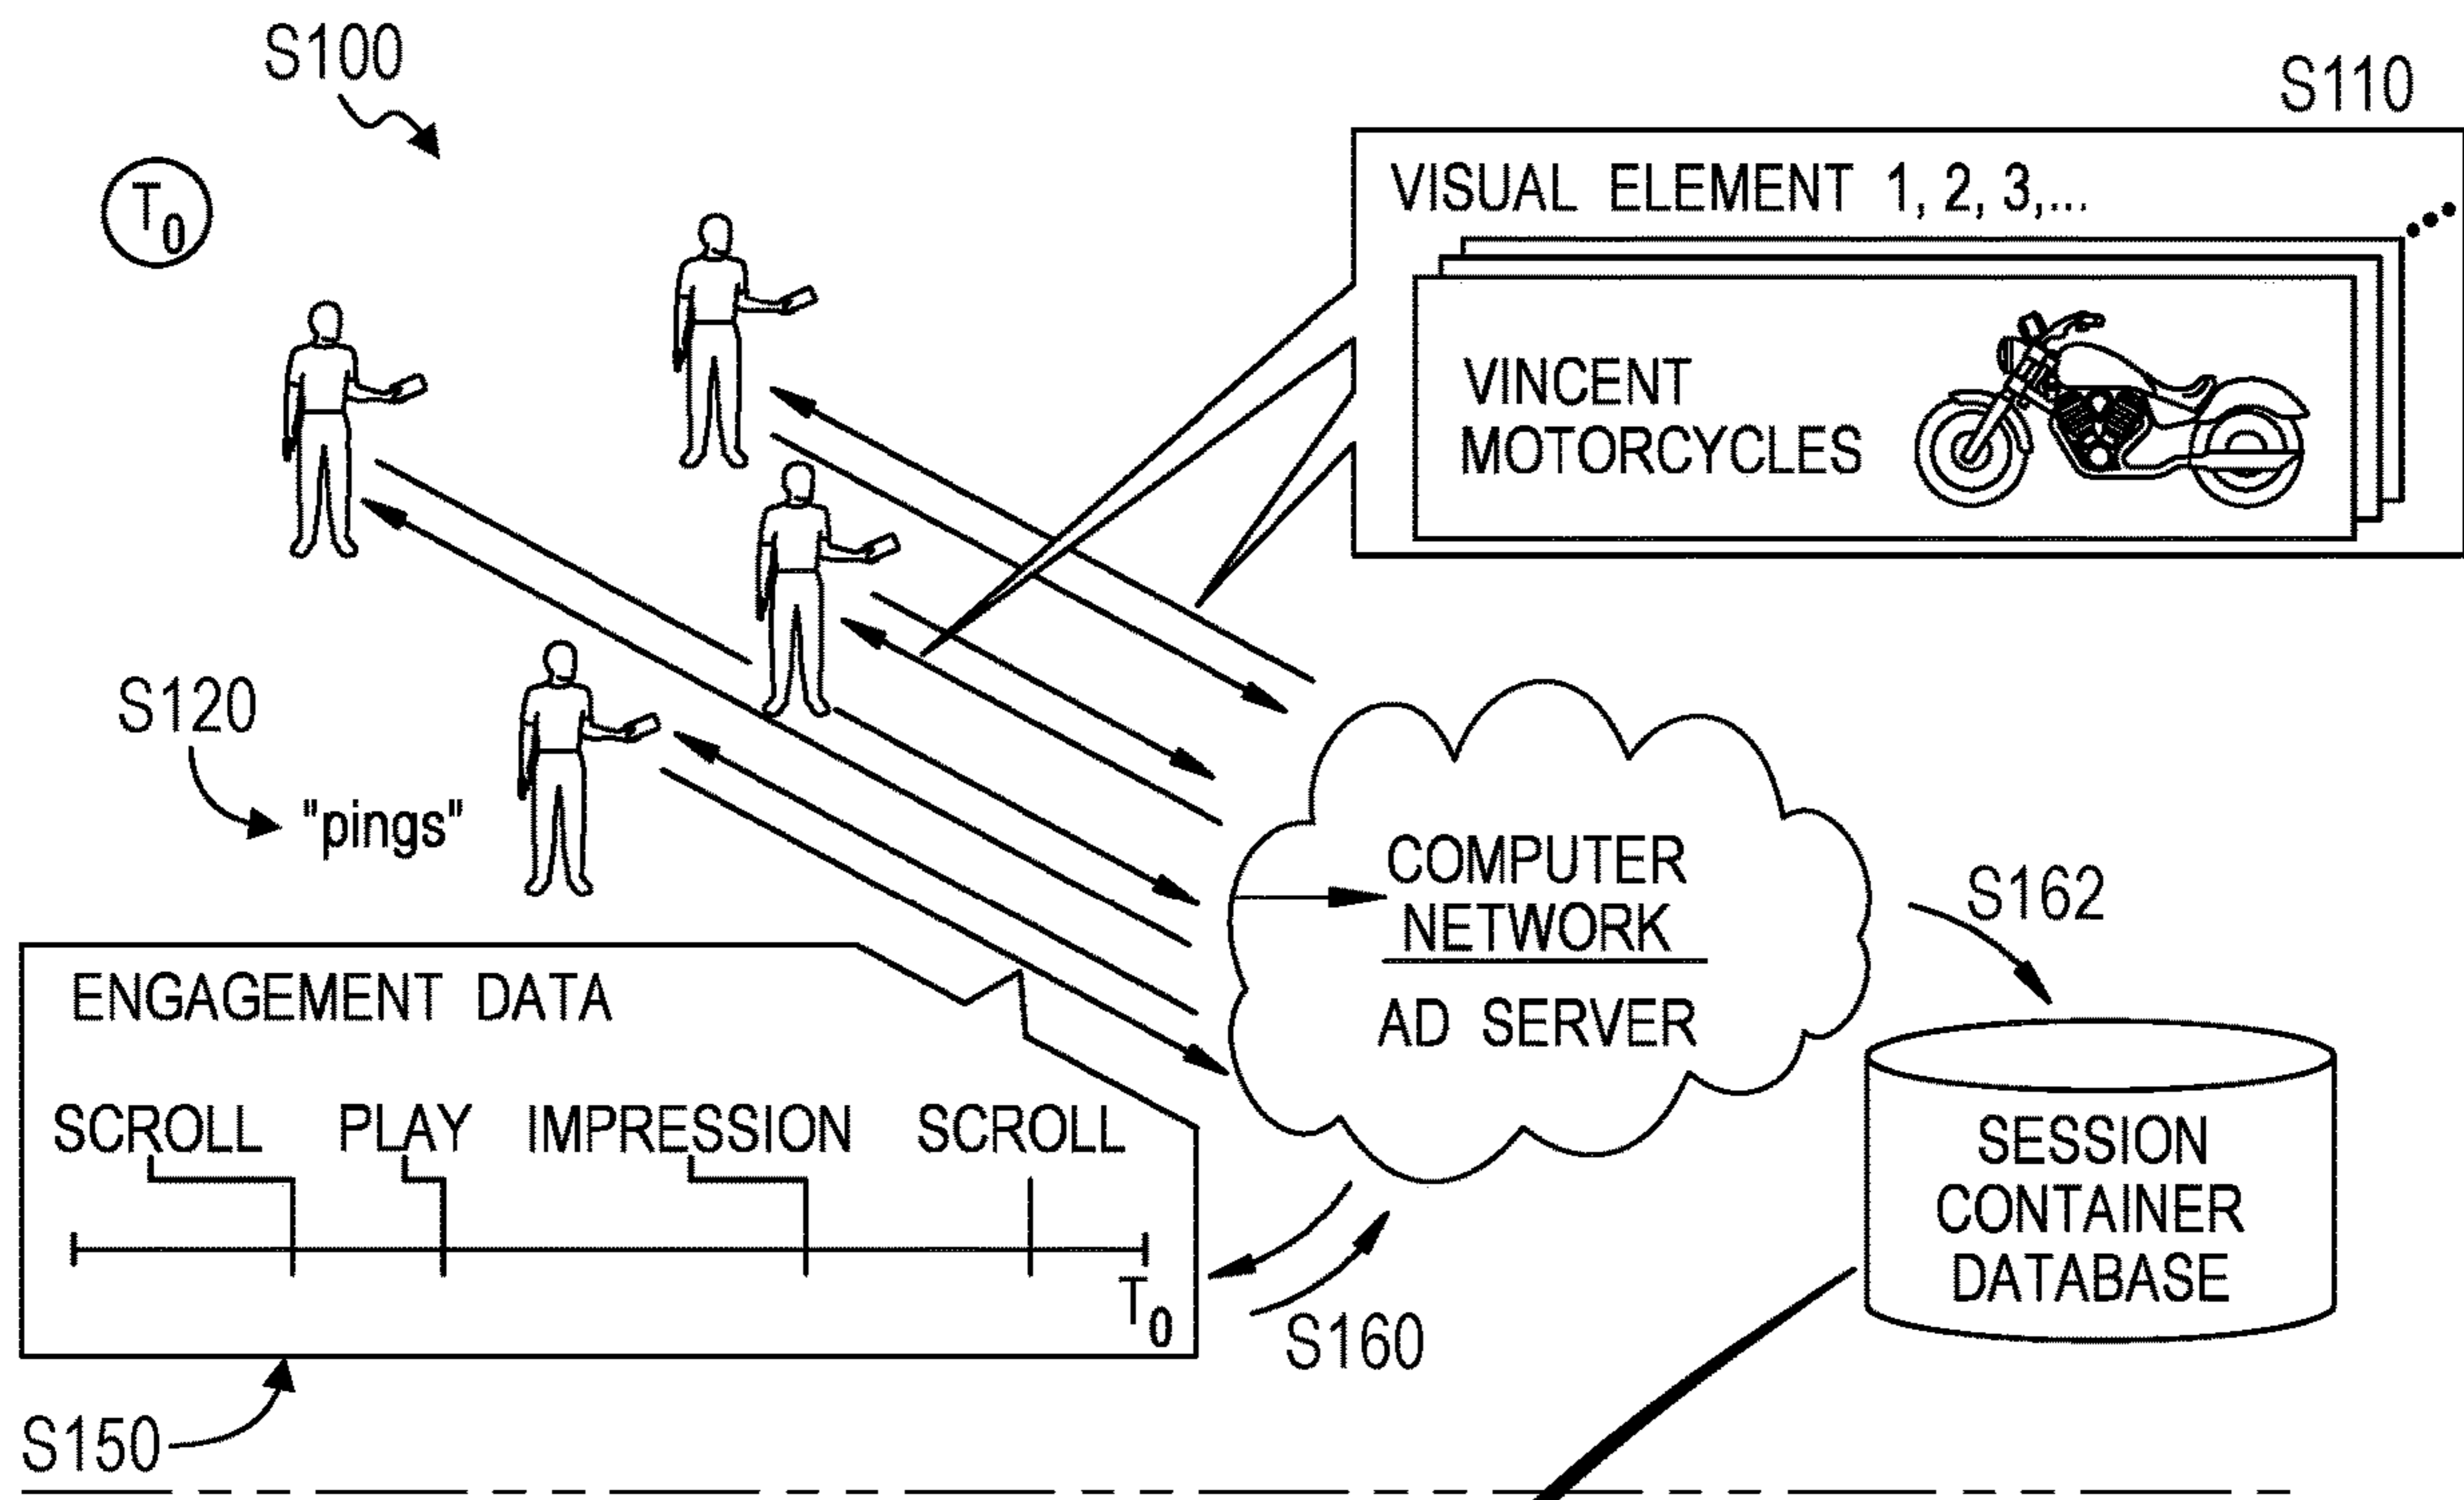 S100
S110
T0
VISUAL ELEMENT 1, 2, 3,...
VINCENT
MOTORCYCLES
S120
"pings"
COMPUTER
NETWORK
AD SERVER
S162
ENGAGEMENT DATA
SCROLL PLAY IMPRESSION SCROLL
T0
SESSION
CONTAINER
DATABASE
S160
S150